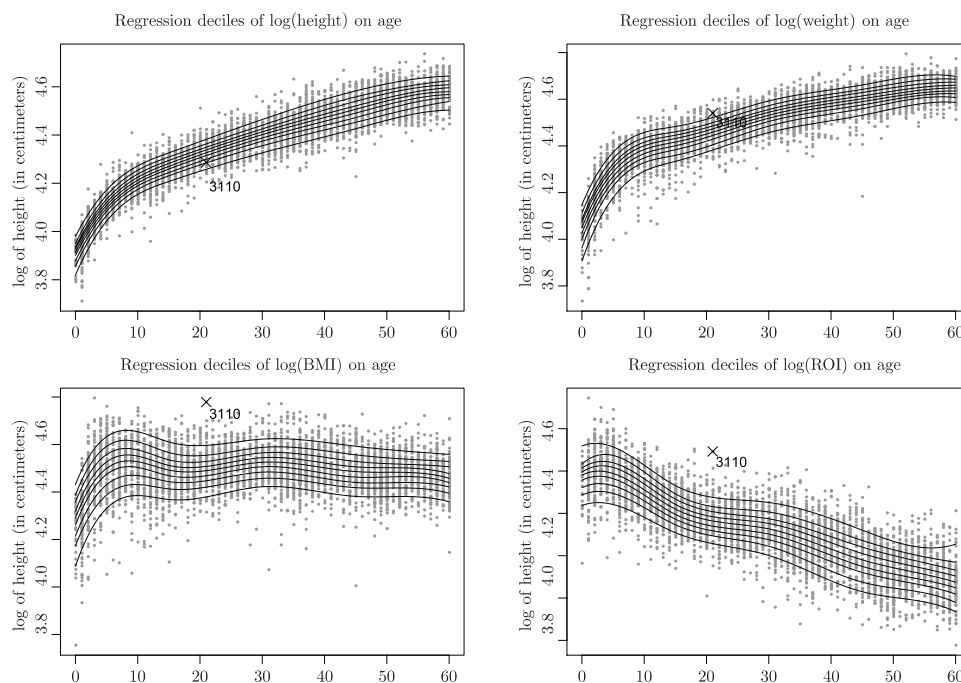 Regression deciles of log(height) on age
Regression deciles of log(weight) on age
log of height (in centimeters)
3.8 4.0 4.2 4.4 4.6
3110
0 10 20 30 40 50 60
log of height (in centimeters)
3.8 4.0 4.2 4.4 4.6
3110
0 10 20 30 40 50 60
Regression deciles of log(BMI) on age
Regression deciles of log(ROI) on age
log of height (in centimeters)
3.8 4.0 4.2 4.4 4.6
3110
0 10 20 30 40 50 60
log of height (in centimeters)
3.8 4.0 4.2 4.4 4.6
3110
0 10 20 30 40 50 60